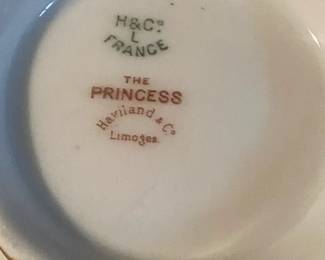 H&Co
L
FRANCE
THE
PRINCESS
Haviland & Co
Limoges.